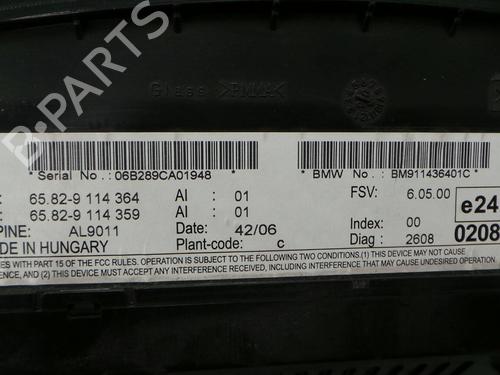 Glass >PMMA<
B-PARTS
* Serial No. : 06B289CA01948 *
* BMW No. : BM911436401C *
: 65.82-9 114 364 AI : 01 FSV: 6.05.00
: 65.82-9 114 359 AI : 01 e24
PINE: AL9011 Date: 42/06 Index: 00 0208
DE IN HUNGARY Plant-code: c Diag : 2608
ES WITH PART 15 OF THE FCC RULES. OPERATION IS SUBJECT TO THE FOLLOWING TWO CONDITIONS.(1) THIS DEVICE MAY NOT CAUSE
D (2) THIS DEVICE MUST ACCEPT ANY INTERFERENCE RECEIVED, INCLUDING INTERFERENCE THAT MAY CAUSE UNDESIRED OPERATION